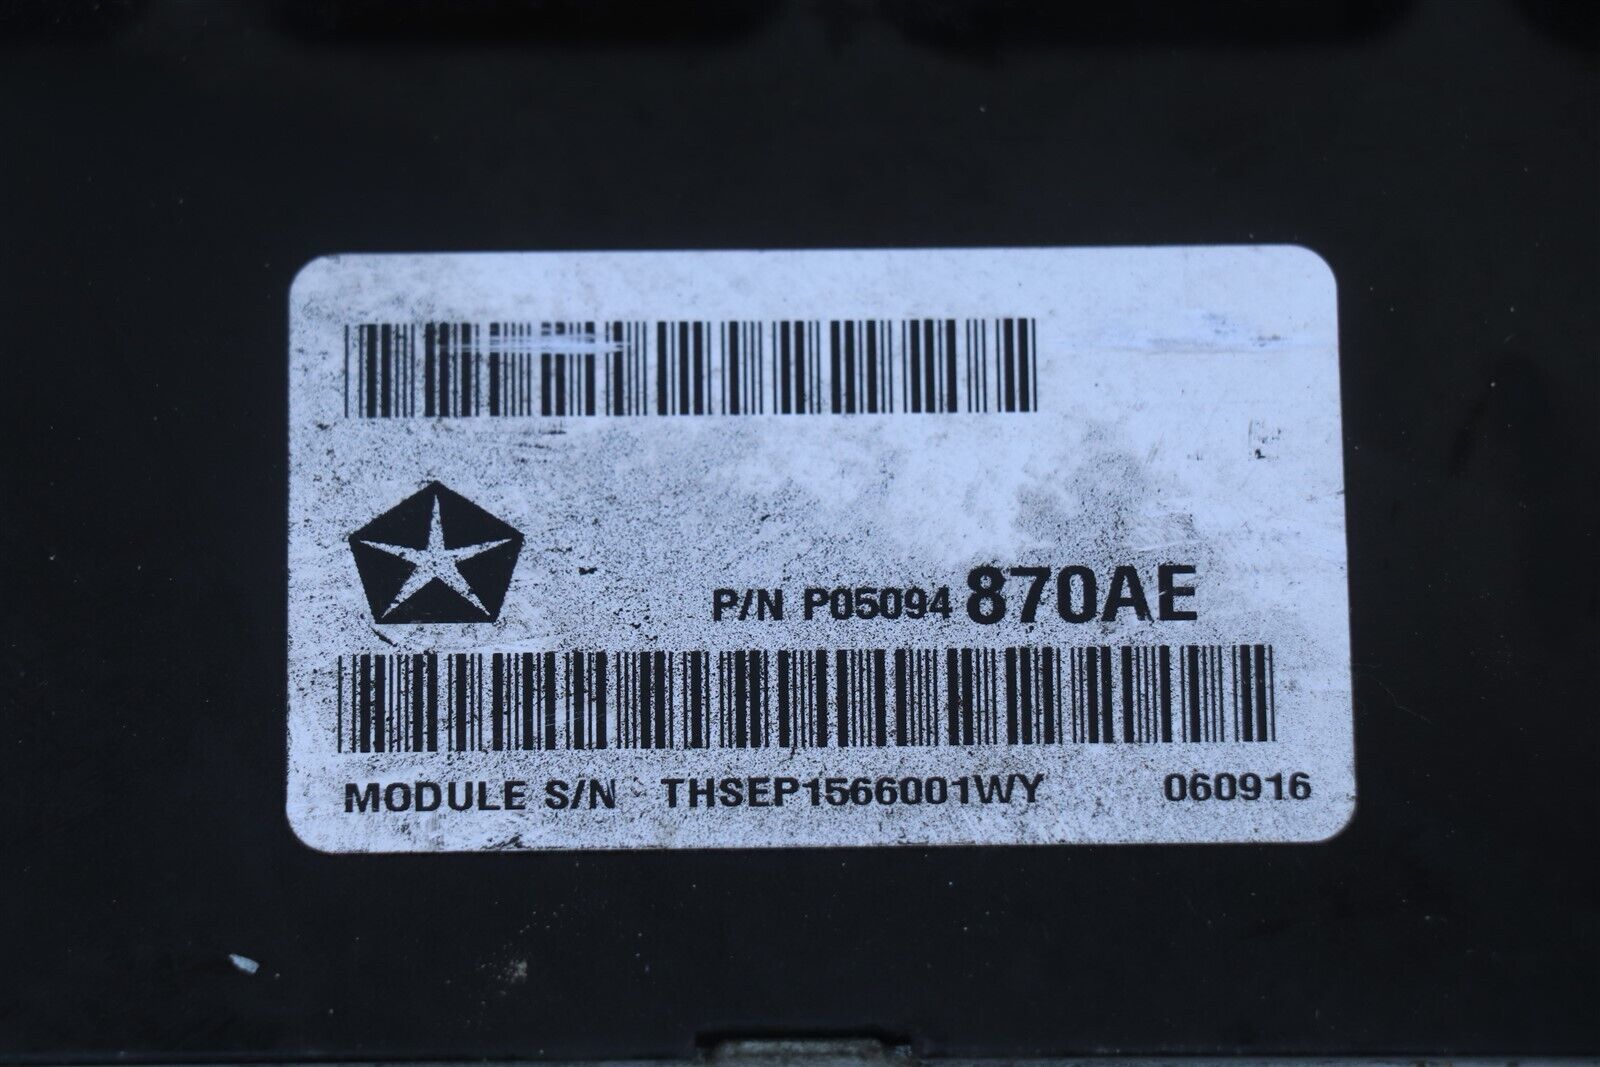 P/N P05094 870AE
MODULE S/N THSEP1566001WY 060916